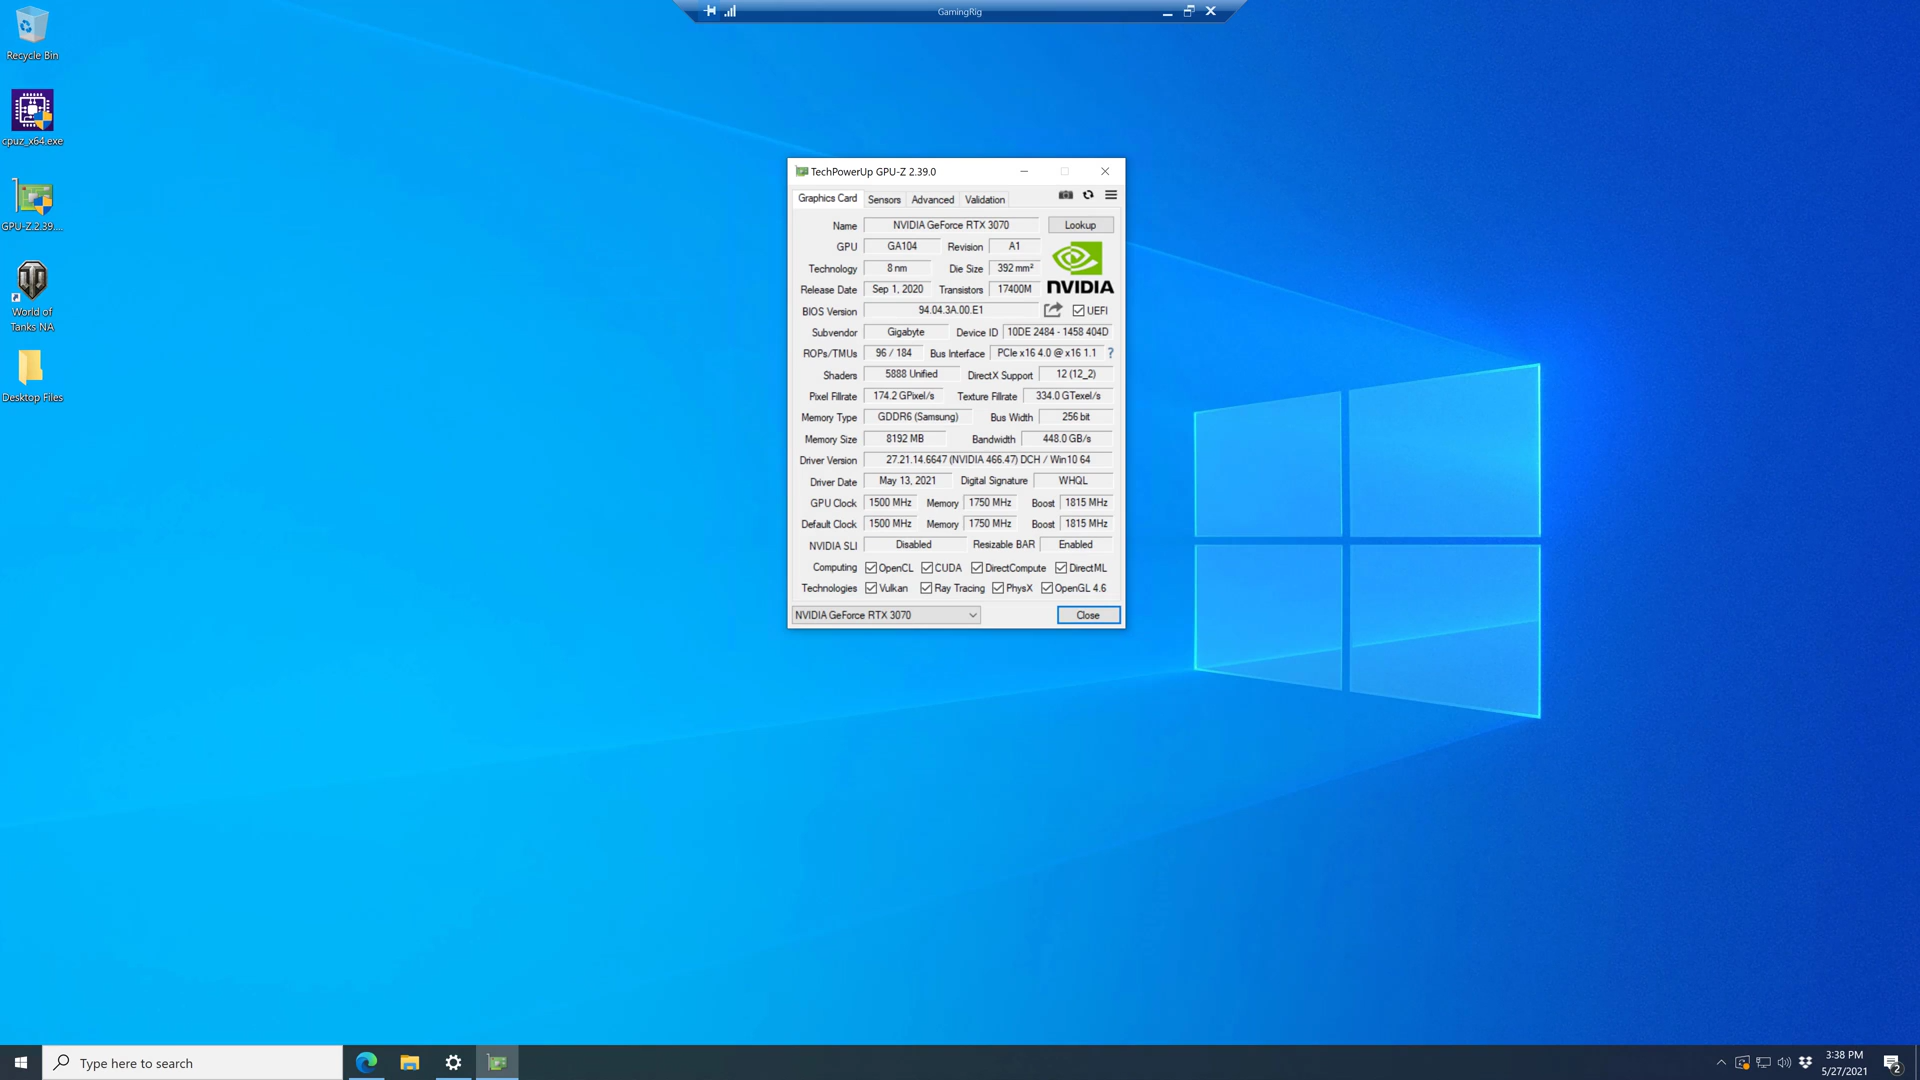 GamingRig
Recycle Bin
cpuz_x64.exe
GPU-Z.2.39....
World of
Tanks NA
Desktop Files
TechPowerUp GPU-Z 2.39.0
Graphics Card Sensors Advanced Validation
Name NVIDIA GeForce RTX 3070 Lookup
GPU GA104 Revision A1
Technology 8 nm Die Size 392 mm²
Release Date Sep 1, 2020 Transistors 17400M
NVIDIA
BIOS Version 94.04.3A.00.E1 UEFI
Subvendor Gigabyte Device ID 10DE 2484 - 1458 404D
ROPs/TMUs 96 / 184 Bus Interface PCIe x16 4.0 @ x16 1.1 ?
Shaders 5888 Unified DirectX Support 12 (12_2)
Pixel Fillrate 174.2 GPixel/s Texture Fillrate 334.0 GTexel/s
Memory Type GDDR6 (Samsung) Bus Width 256 bit
Memory Size 8192 MB Bandwidth 448.0 GB/s
Driver Version 27.21.14.6647 (NVIDIA 466.47) DCH / Win10 64
Driver Date May 13, 2021 Digital Signature WHQL
GPU Clock 1500 MHz Memory 1750 MHz Boost 1815 MHz
Default Clock 1500 MHz Memory 1750 MHz Boost 1815 MHz
NVIDIA SLI Disabled Resizable BAR Enabled
Computing OpenCL CUDA DirectCompute DirectML
Technologies Vulkan Ray Tracing PhysX OpenGL 4.6
NVIDIA GeForce RTX 3070 Close
Type here to search
3:38 PM
5/27/2021
2